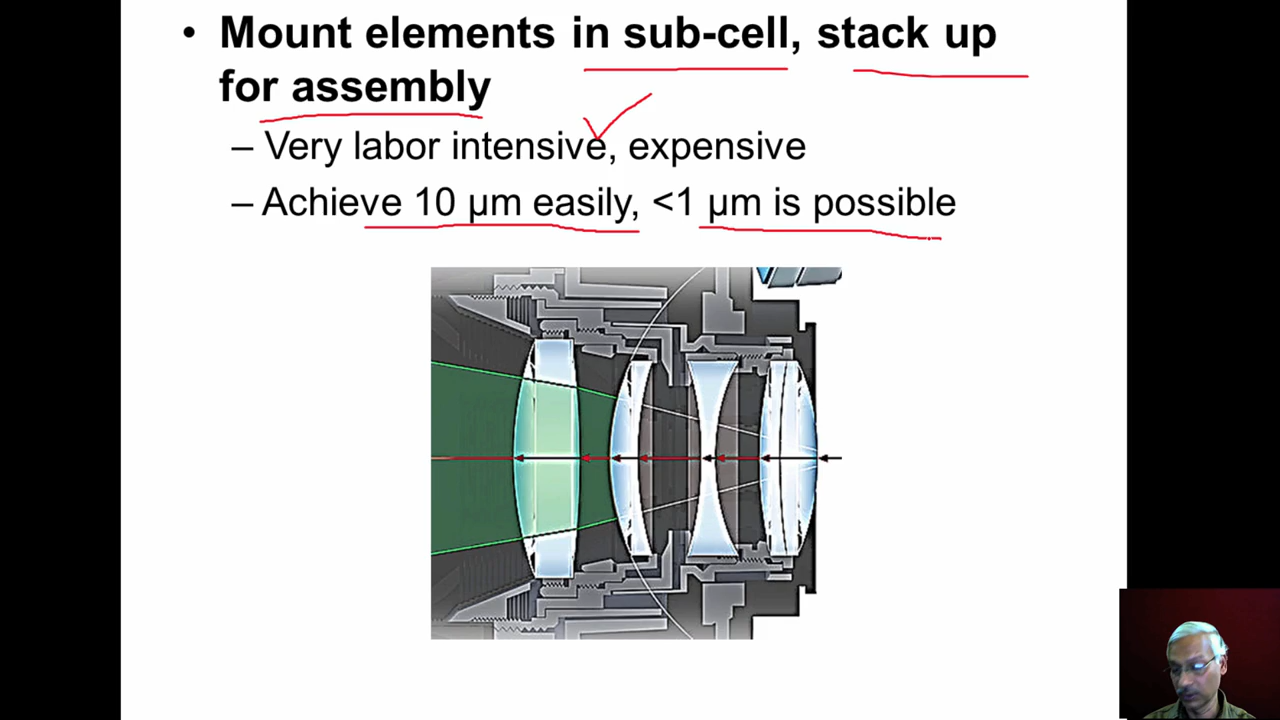 • Mount elements in sub-cell, stack up
for assembly
– Very labor intensive, expensive
– Achieve 10 µm easily, <1 µm is possible